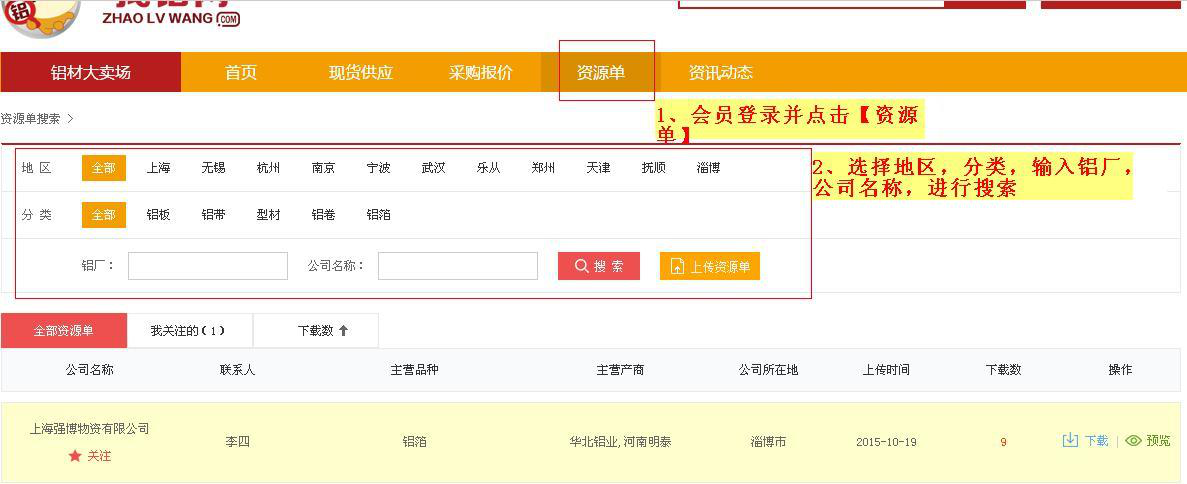 铝
找铝网
ZHAO LV WANG .COM
铝材大卖场 首页 现货供应 采购报价 资源单 资讯动态
资源单搜索 >
1、会员登录并点击【资源
单】
地 区 全部 上海 无锡 杭州 南京 宁波 武汉 乐从 郑州 天津 抚顺 淄博
2、选择地区，分类，输入铝厂，
公司名称，进行搜索
分 类 全部 铝板 铝带 型材 铝卷 铝箔
铝厂： 公司名称： 搜 索 上传资源单
全部资源单 我关注的（1） 下载数
公司名称 联系人 主营品种 主营产商 公司所在地 上传时间 下载数 操作
上海强博物资有限公司
李四 铝箔 华北铝业,河南明泰 淄博市 2015-10-19 9 下载 | 预览
关注